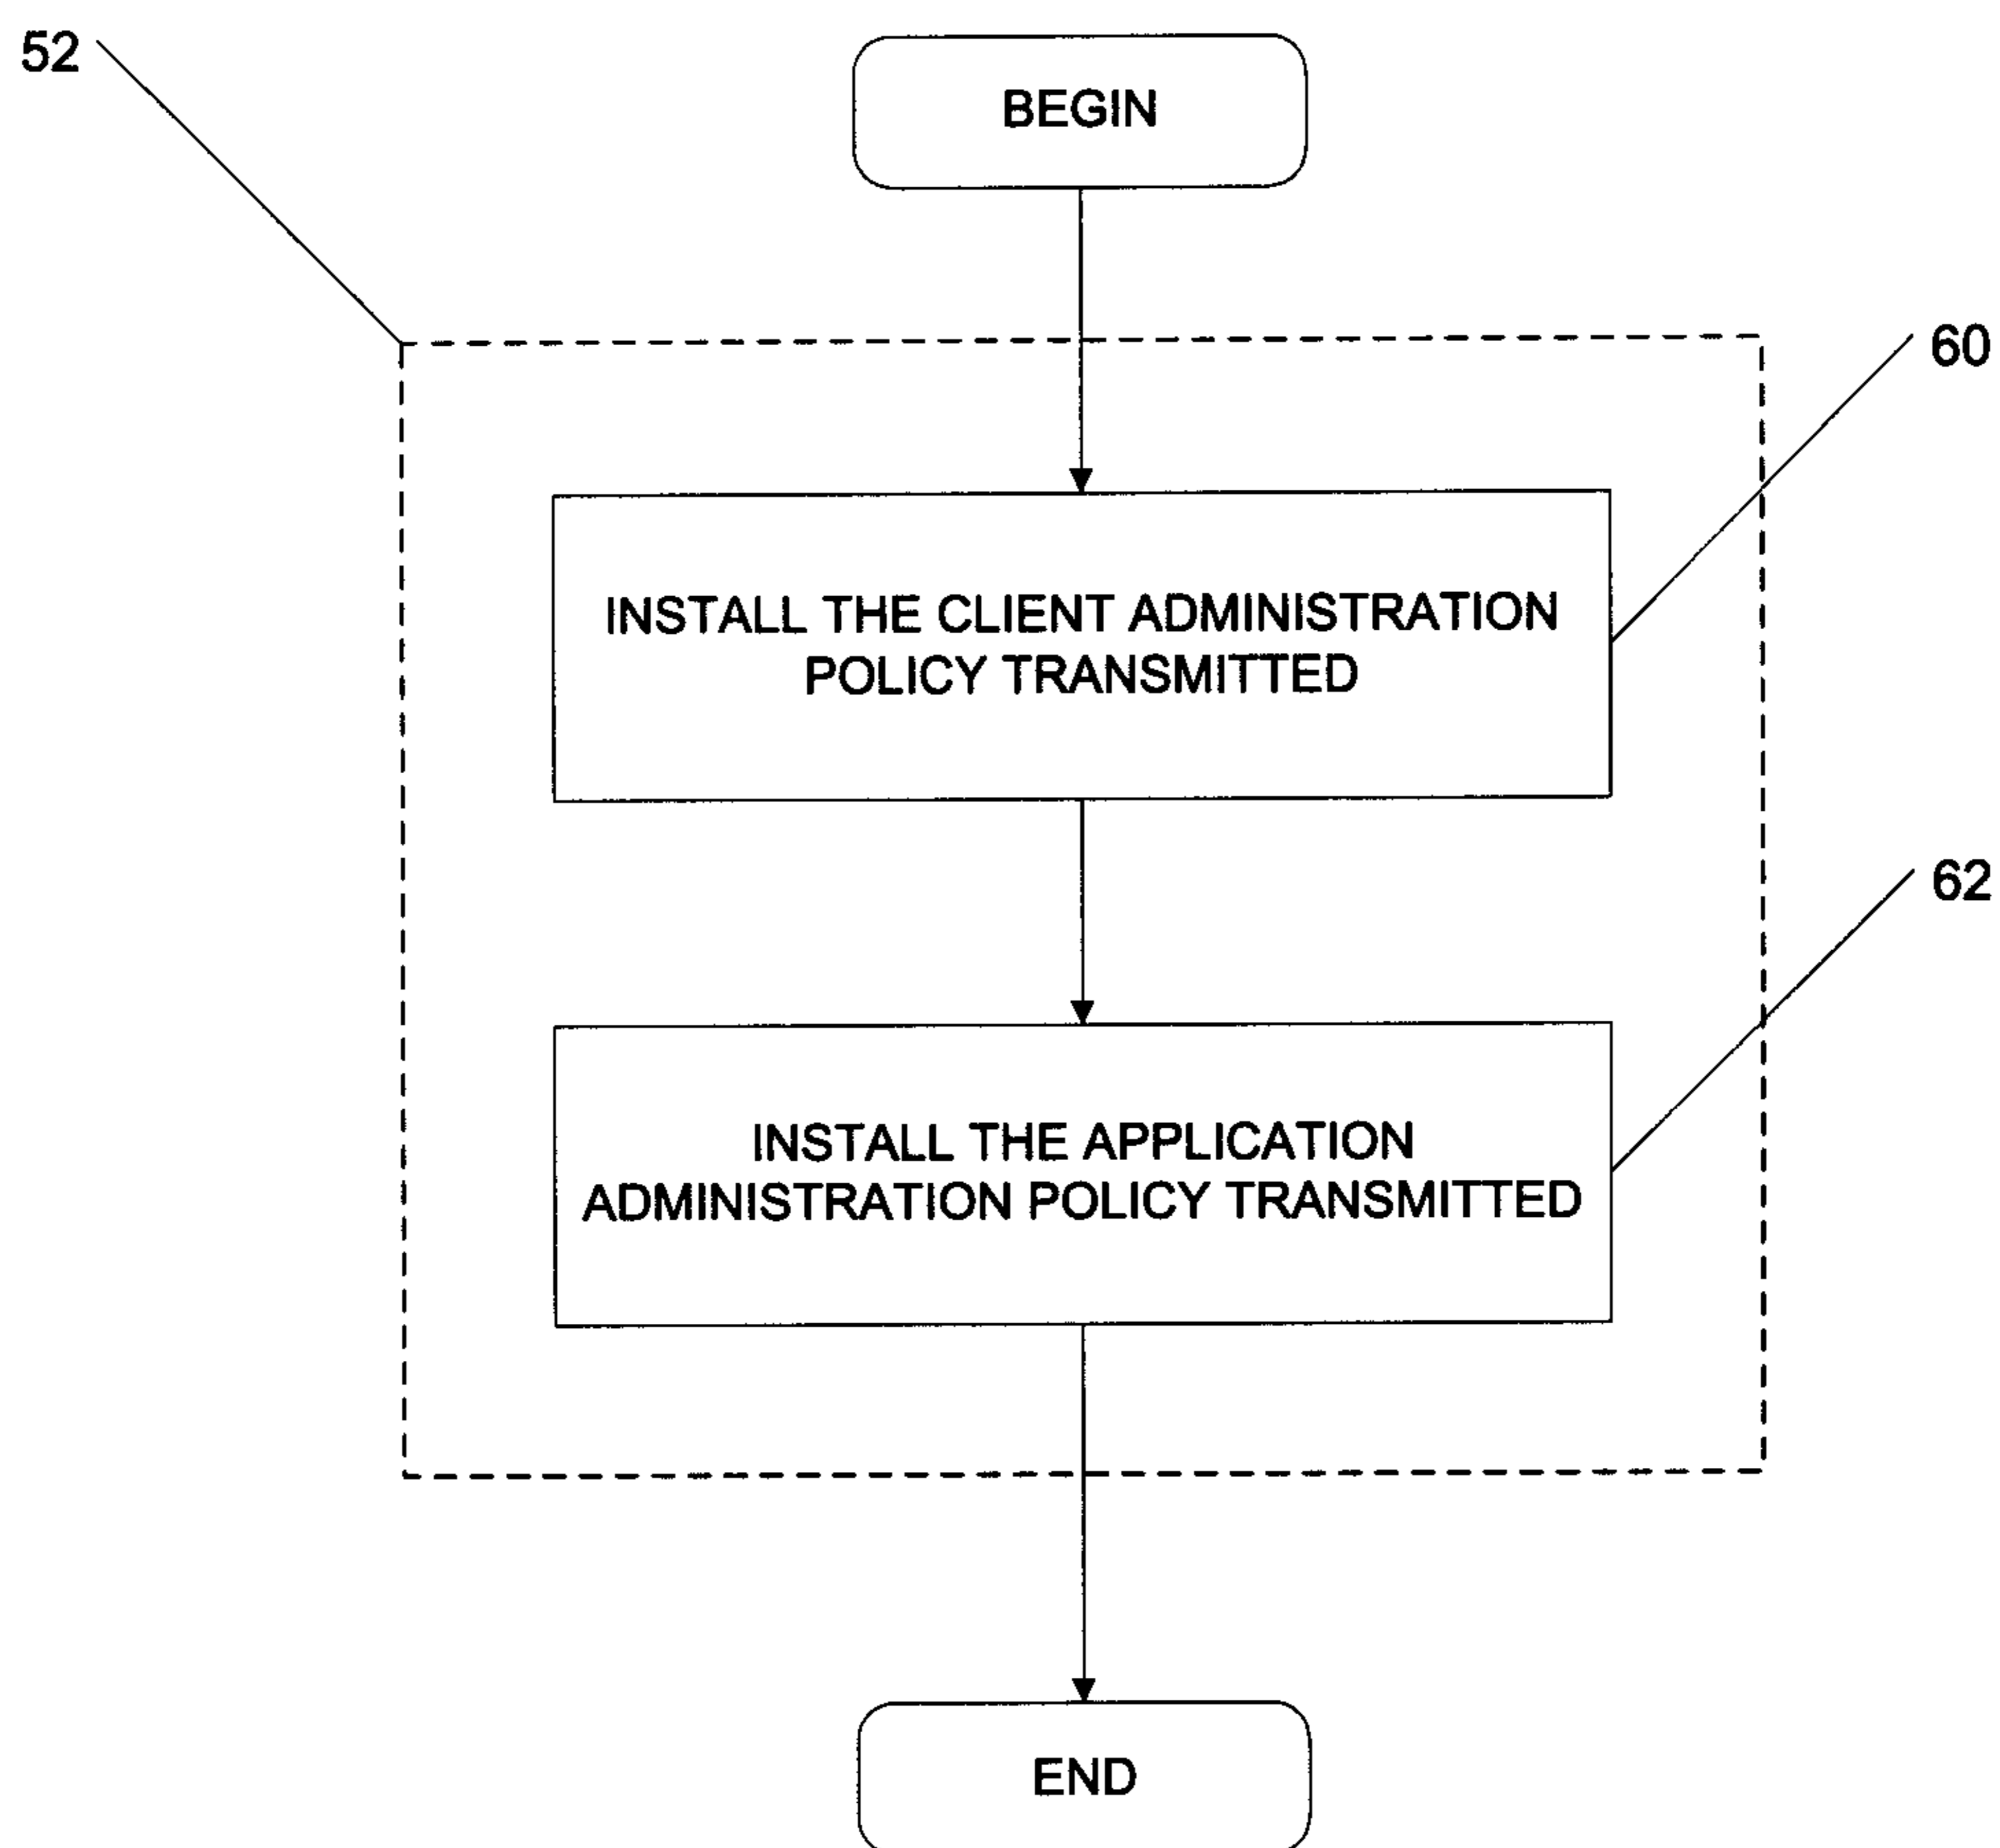 52
BEGIN
60
INSTALL THE CLIENT ADMINISTRATION
POLICY TRANSMITTED
62
INSTALL THE APPLICATION
ADMINISTRATION POLICY TRANSMITTED
END